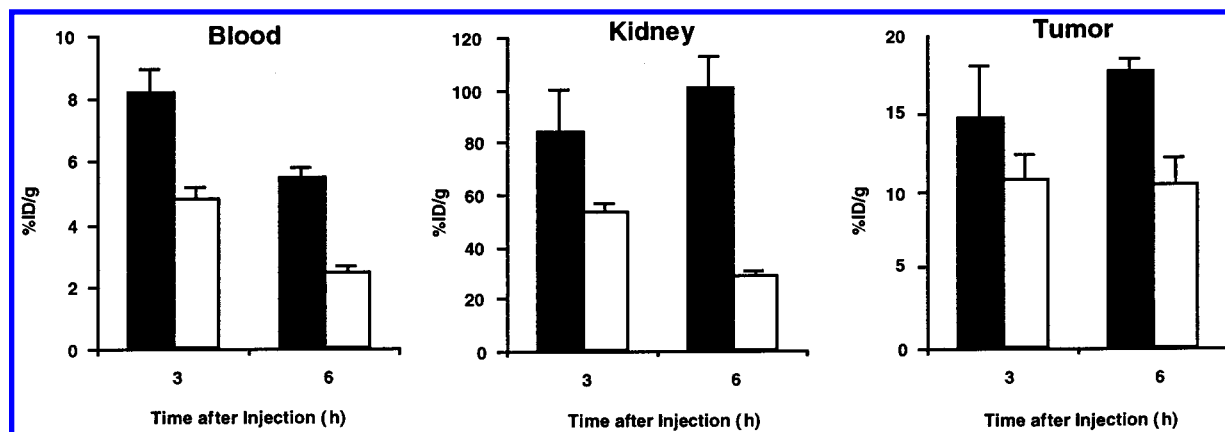 Blood
10
8
6
4
2
0
%ID/g
3
6
Time after Injection (h)
Kidney
120
100
80
60
40
20
0
%ID/g
3
6
Time after Injection (h)
Tumor
20
15
10
5
0
%ID/g
3
6
Time after Injection (h)